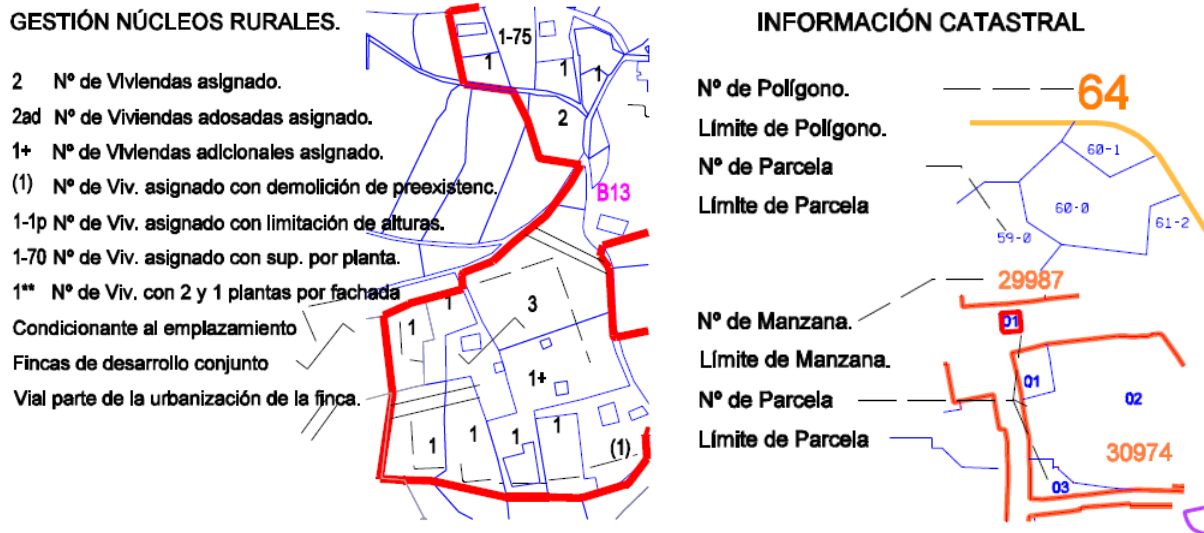 GESTIÓN NÚCLEOS RURALES.
2 Nº de Viviendas asignado.
2ad Nº de Viviendas adosadas asignado.
1+ Nº de Viviendas adicionales asignado.
(1) Nº de Viv. asignado con demolición de preexistenc.
1-1p Nº de Viv. asignado con limitación de alturas.
1-70 Nº de Viv. asignado con sup. por planta.
1** Nº de Viv. con 2 y 1 plantas por fachada
Condicionante al emplazamiento
Fincas de desarrollo conjunto
Vial parte de la urbanización de la finca.
1-75
1
1
1
2
B13
1
1
3
1+
1
1
1
1
(1)
INFORMACIÓN CATASTRAL
Nº de Polígono.
64
Límite de Polígono.
Nº de Parcela
Límite de Parcela
60-1
60-0
61-2
59-0
29987
Nº de Manzana.
01
Límite de Manzana.
01
Nº de Parcela
02
Límite de Parcela
30974
03